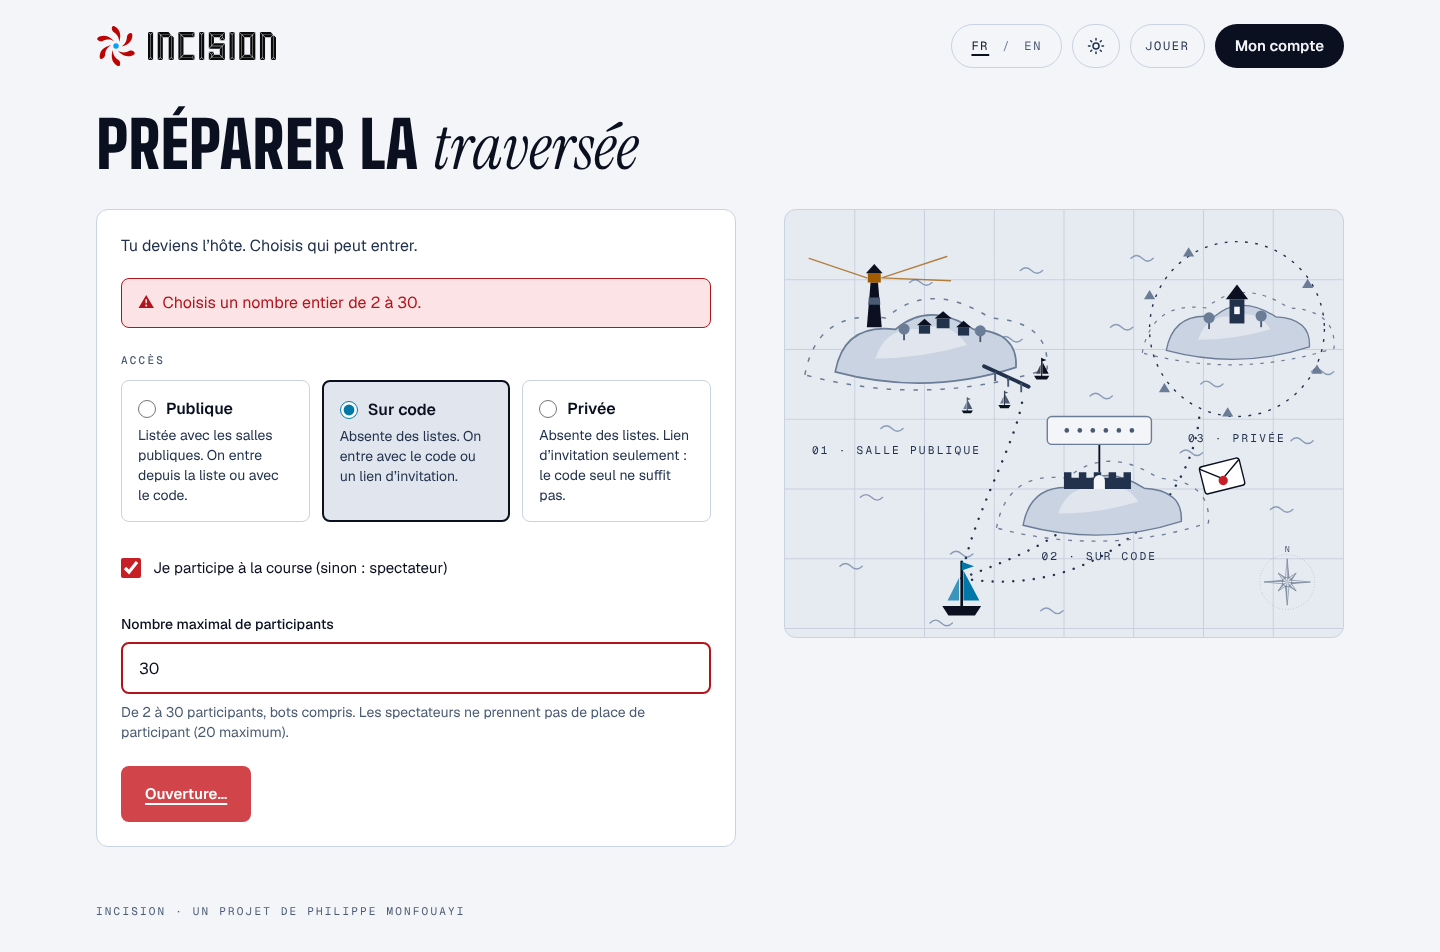 INCISION
FR / EN
JOUER
Mon compte
PRÉPARER LA traversée
Tu deviens l’hôte. Choisis qui peut entrer.
Choisis un nombre entier de 2 à 30.
ACCÈS
Publique
Listée avec les salles
publiques. On entre
depuis la liste ou avec
le code.
Sur code
Absente des listes. On
entre avec le code ou
un lien d’invitation.
Privée
Absente des listes. Lien
d’invitation seulement :
le code seul ne suffit
pas.
Je participe à la course (sinon : spectateur)
Nombre maximal de participants
30
De 2 à 30 participants, bots compris. Les spectateurs ne prennent pas de place de
participant (20 maximum).
Ouverture…
01 · SALLE PUBLIQUE
03 · PRIVÉE
02 · SUR CODE
N
INCISION · UN PROJET DE PHILIPPE MONFOUAYI